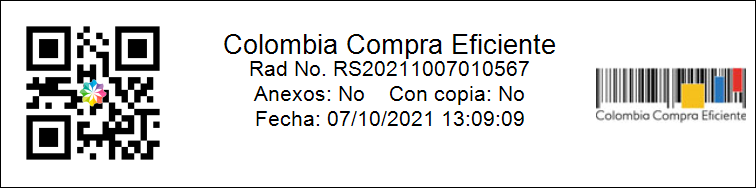 Colombia Compra Eficiente
Rad No. RS20211007010567
Anexos: No Con copia: No
Fecha: 07/10/2021 13:09:09
Colombia Compra Eficiente